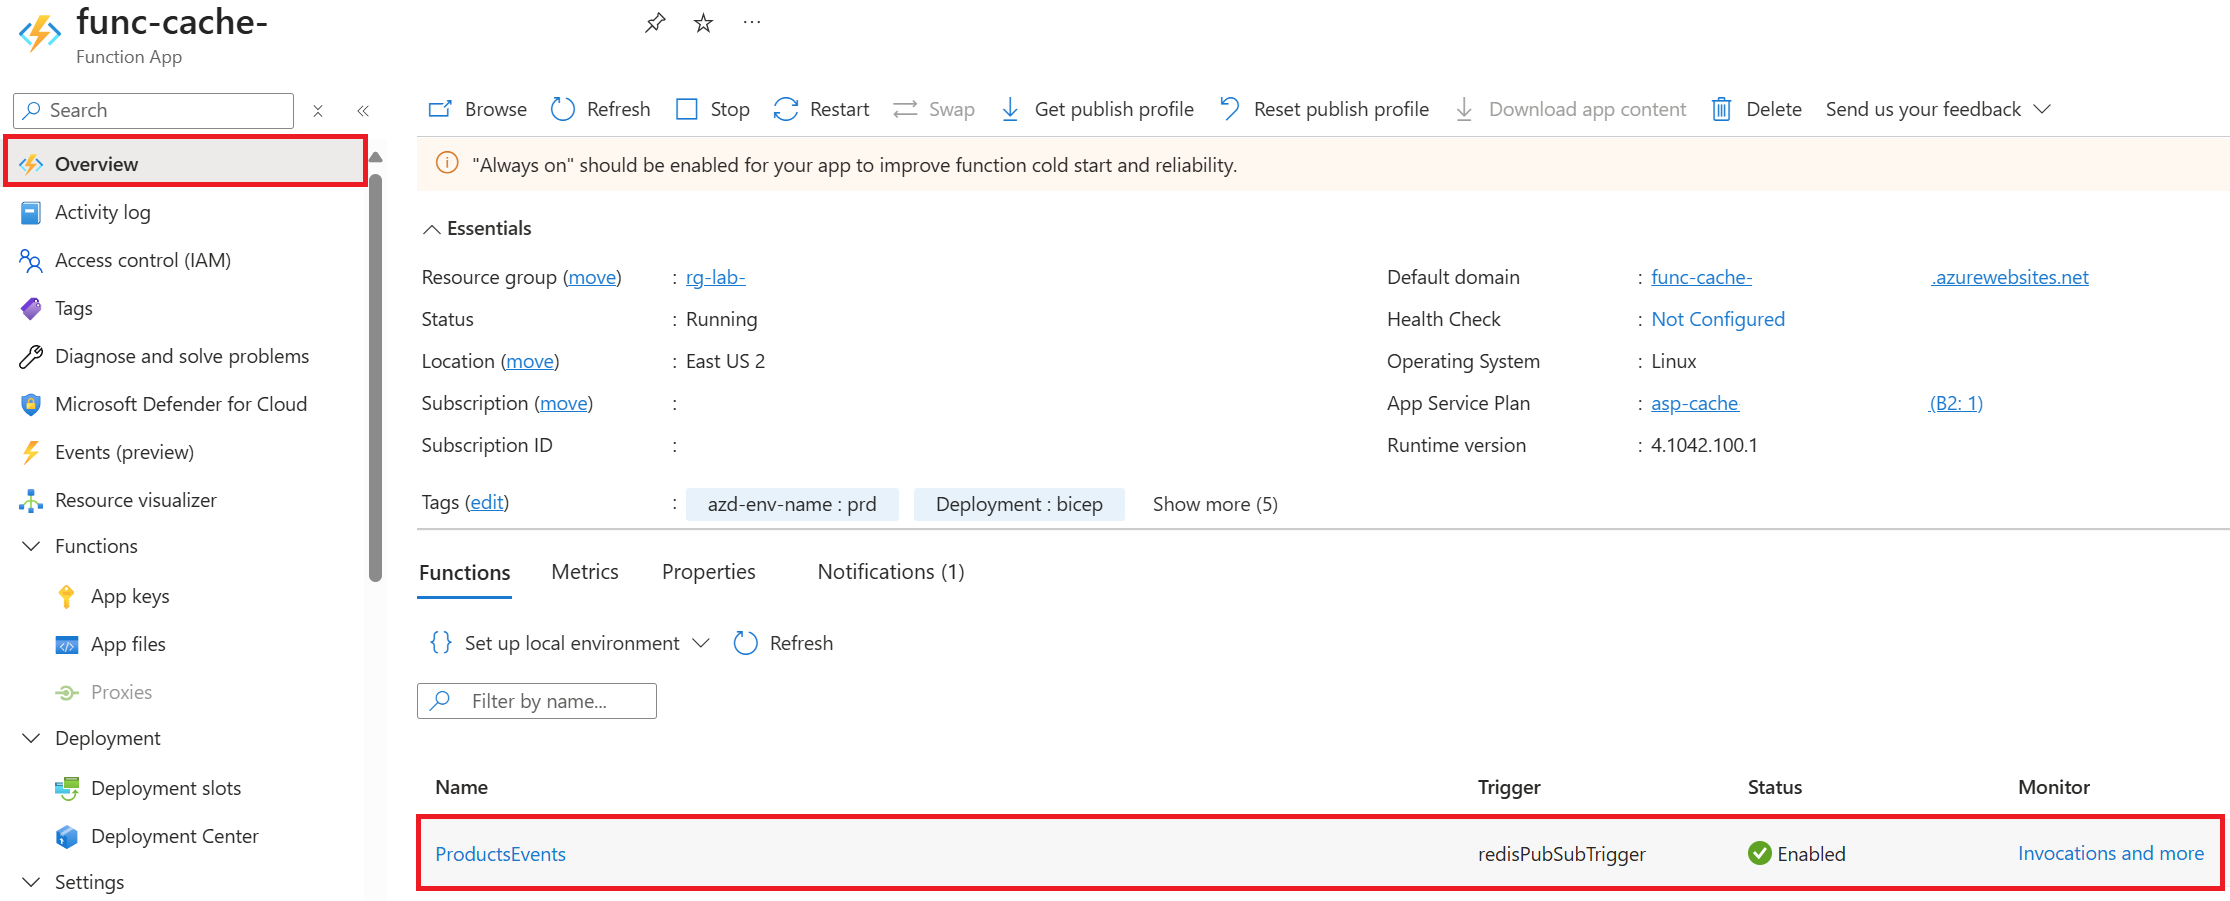 func-cache-
Function App
Search
Overview
Activity log
Access control (IAM)
Tags
Diagnose and solve problems
Microsoft Defender for Cloud
Events (preview)
Resource visualizer
Functions
App keys
App files
Proxies
Deployment
Deployment slots
Deployment Center
Settings
Browse Refresh Stop Restart Swap Get publish profile Reset publish profile Download app content Delete Send us your feedback
"Always on" should be enabled for your app to improve function cold start and reliability.
Essentials
Resource group (move) : rg-lab-
Status : Running
Location (move) : East US 2
Subscription (move) :
Subscription ID :
Default domain : func-cache- .azurewebsites.net
Health Check : Not Configured
Operating System : Linux
App Service Plan : asp-cache (B2: 1)
Runtime version : 4.1042.100.1
Tags (edit) : azd-env-name : prd Deployment : bicep Show more (5)
Functions Metrics Properties Notifications (1)
{} Set up local environment Refresh
Filter by name...
Name Trigger Status Monitor
ProductsEvents redisPubSubTrigger Enabled Invocations and more